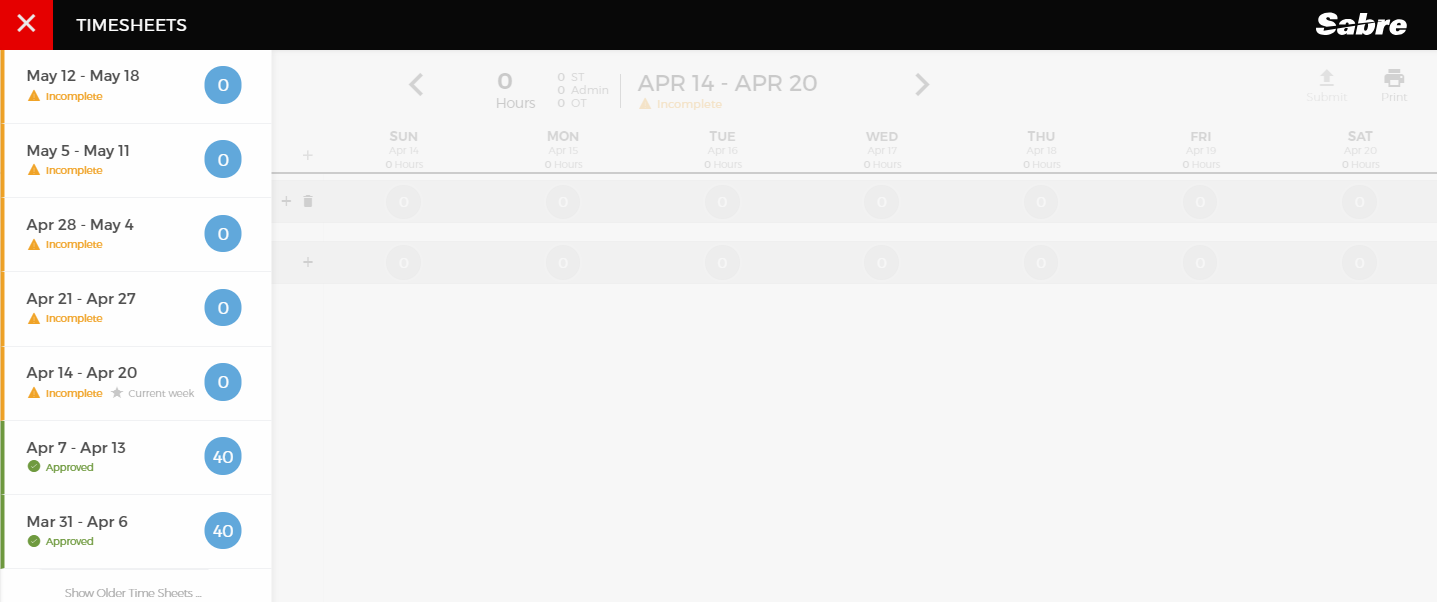 TIMESHEETS
Sabre
May 12 - May 18
0
Incomplete
May 5 - May 11
0
Incomplete
Apr 28 - May 4
0
Incomplete
Apr 21 - Apr 27
0
Incomplete
Apr 14 - Apr 20
0
Incomplete Current week
Apr 7 - Apr 13
40
Approved
Mar 31 - Apr 6
40
Approved
Show Older Time Sheets ...
0
Hours
0 ST
0 Admin
0 OT
APR 14 - APR 20
Incomplete
Submit
Print
SUN MON TUE WED THU FRI SAT
Apr 14 Apr 15 Apr 16 Apr 17 Apr 18 Apr 19 Apr 20
0 Hours 0 Hours 0 Hours 0 Hours 0 Hours 0 Hours 0 Hours
0 0 0 0 0 0 0
0 0 0 0 0 0 0